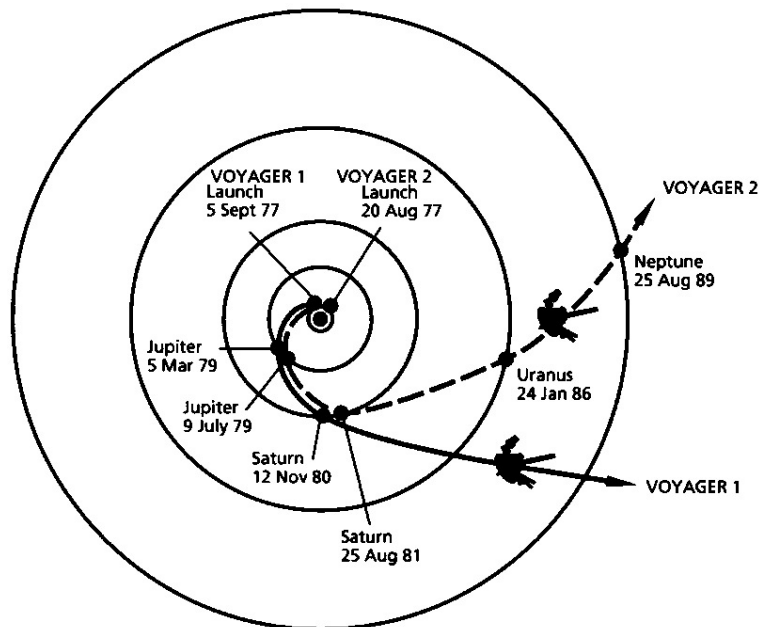 VOYAGER 1
Launch
5 Sept 77
VOYAGER 2
Launch
20 Aug 77
VOYAGER 2
Neptune
25 Aug 89
Jupiter
5 Mar 79
Uranus
24 Jan 86
Jupiter
9 July 79
Saturn
12 Nov 80
VOYAGER 1
Saturn
25 Aug 81